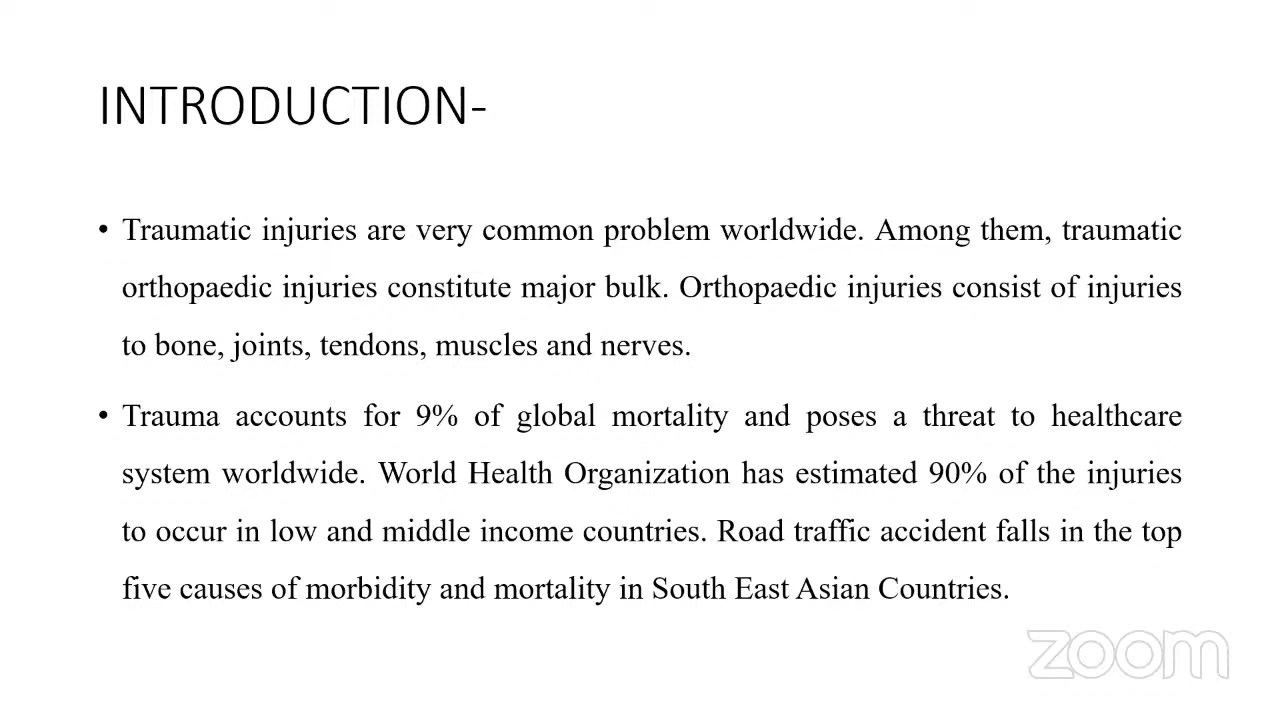 INTRODUCTION-
• Traumatic injuries are very common problem worldwide. Among them, traumatic
orthopaedic injuries constitute major bulk. Orthopaedic injuries consist of injuries
to bone, joints, tendons, muscles and nerves.
• Trauma accounts for 9% of global mortality and poses a threat to healthcare
system worldwide. World Health Organization has estimated 90% of the injuries
to occur in low and middle income countries. Road traffic accident falls in the top
five causes of morbidity and mortality in South East Asian Countries.
zoom